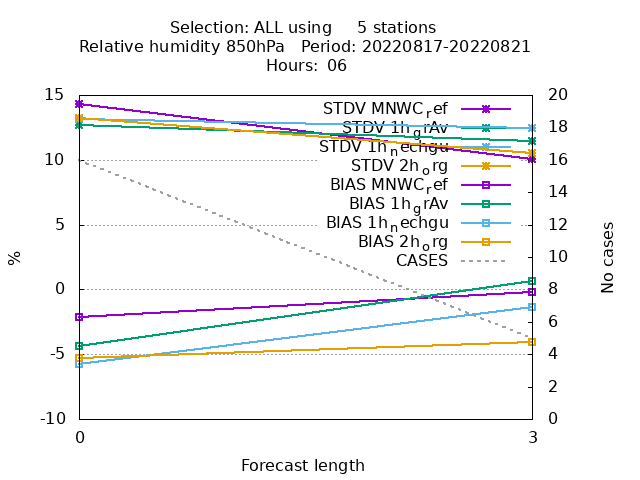 Selection: ALL using 5 stations
Relative humidity 850hPa Period: 20220817-20220821
Hours: 06
15 20
STDV MNWC_ref
STDV 1h_grAv 18
STDV 1h_nechgu
10 16
STDV 2h_org
BIAS MNWC_ref 14
BIAS 1h_grAv
5 12
BIAS 1h_nechgu
BIAS 2h_org
CASES 10
%
No cases
0 8
6
-5 4
2
-10 0
0 3
Forecast length